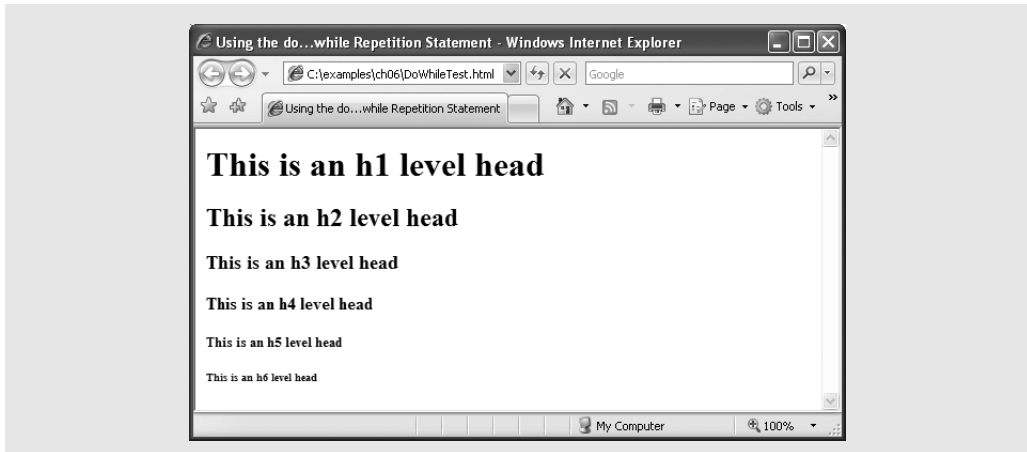 Using the do...while Repetition Statement - Windows Internet Explorer
C:\examples\ch06\DoWhileTest.html
Google
Using the do...while Repetition Statement
Page
Tools
»
This is an h1 level head
This is an h2 level head
This is an h3 level head
This is an h4 level head
This is an h5 level head
This is an h6 level head
My Computer
100%